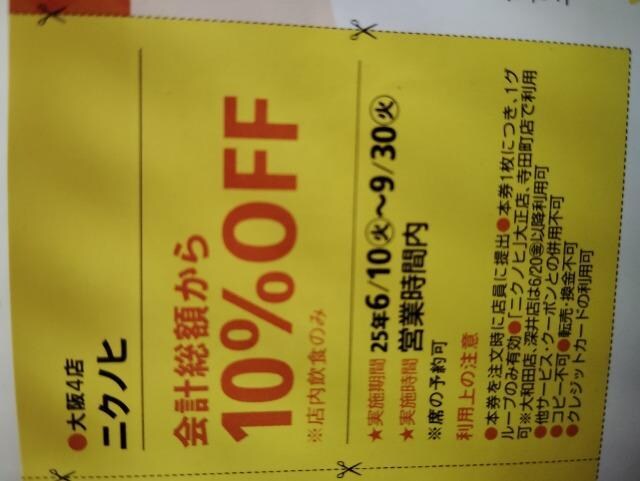 ●大阪4店
ニクノヒ
会計総額から
10%OFF
※店内飲食のみ
★実施期間 25年6/10㊋〜9/30㊋
★実施時間 営業時間内
※席の予約可
利用上の注意
●本券を注文時に店員に提出●本券1枚につき、1グ
ループのみ有効●「ニクノヒ」大正店、寺田町店で利用
可※大和田店、深井店は6/20㊎以降利用可
●他サービス・クーポンとの併用不可
●コピー不可●転売・換金不可
●クレジットカードの利用可